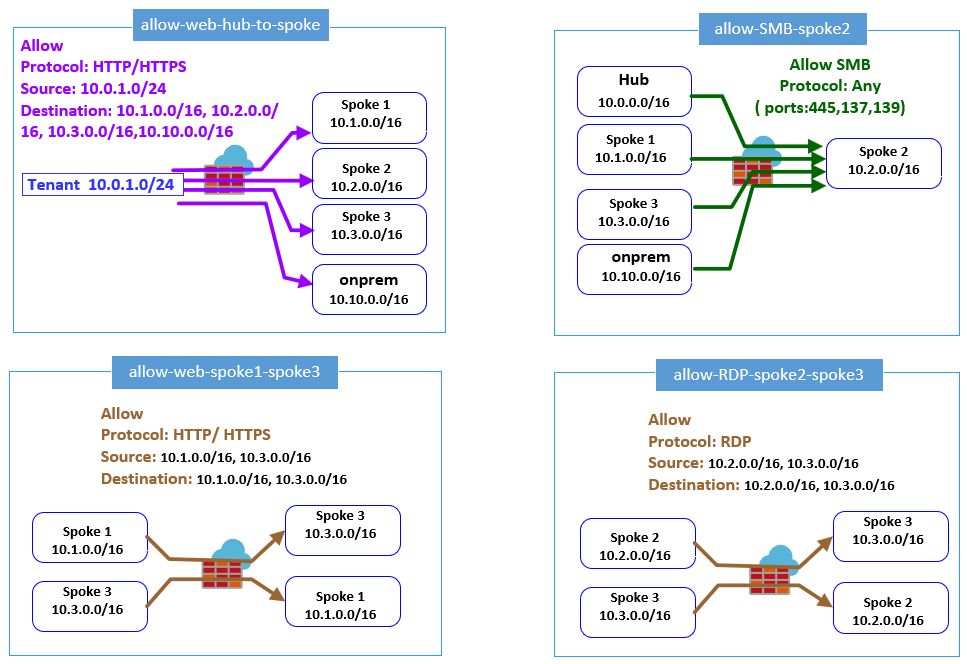 allow-web-hub-to-spoke
Allow
Protocol: HTTP/HTTPS
Source: 10.0.1.0/24
Destination: 10.1.0.0/16, 10.2.0.0/
16, 10.3.0.0/16,10.10.0.0/16
Tenant 10.0.1.0/24
Spoke 1
10.1.0.0/16
Spoke 2
10.2.0.0/16
Spoke 3
10.3.0.0/16
onprem
10.10.0.0/16
allow-SMB-spoke2
Allow SMB
Protocol: Any
( ports:445,137,139)
Hub
10.0.0.0/16
Spoke 1
10.1.0.0/16
Spoke 3
10.3.0.0/16
onprem
10.10.0.0/16
Spoke 2
10.2.0.0/16
allow-web-spoke1-spoke3
Allow
Protocol: HTTP/ HTTPS
Source: 10.1.0.0/16, 10.3.0.0/16
Destination: 10.1.0.0/16, 10.3.0.0/16
Spoke 1
10.1.0.0/16
Spoke 3
10.3.0.0/16
Spoke 3
10.3.0.0/16
Spoke 1
10.1.0.0/16
allow-RDP-spoke2-spoke3
Allow
Protocol: RDP
Source: 10.2.0.0/16, 10.3.0.0/16
Destination: 10.2.0.0/16, 10.3.0.0/16
Spoke 2
10.2.0.0/16
Spoke 3
10.3.0.0/16
Spoke 3
10.3.0.0/16
Spoke 2
10.2.0.0/16